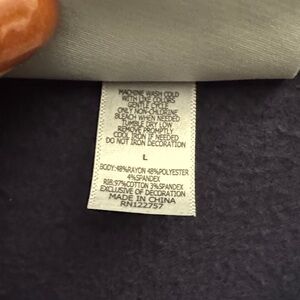 MACHINE WASH COLD
WITH LIKE COLORS
GENTLE CYCLE
ONLY NON-CHLORINE
BLEACH WHEN NEEDED
TUMBLE DRY LOW
REMOVE PROMPTLY
COOL IRON IF NEEDED
DO NOT IRON DECORATION
L
BODY:48%RAYON 48%POLYESTER
4%SPANDEX
RIB:97%COTTON 3%SPANDEX
EXCLUSIVE OF DECORATION
MADE IN CHINA
RN122757